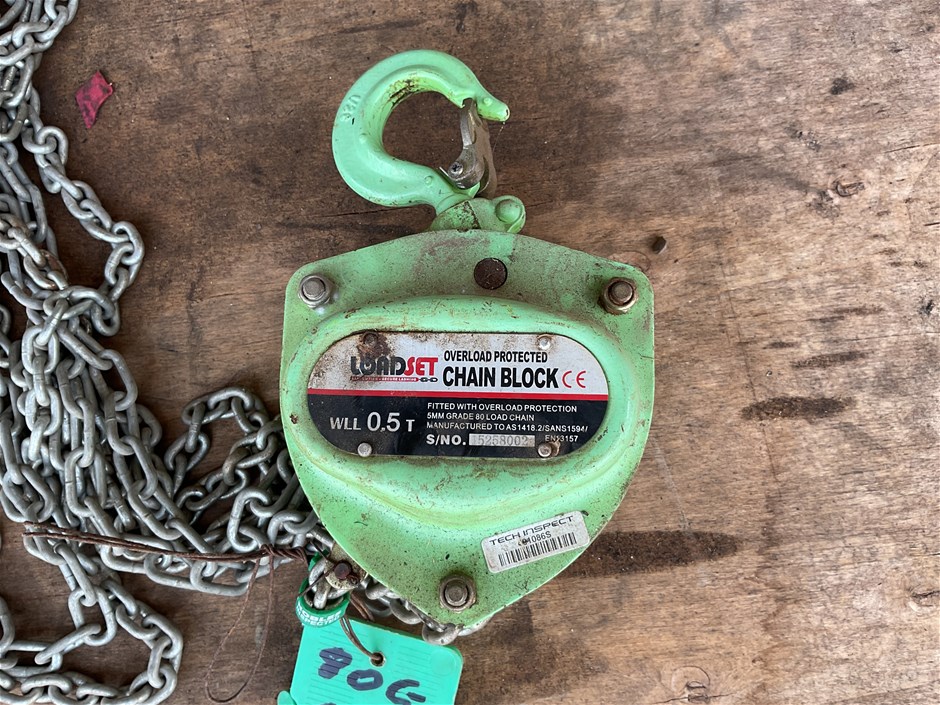 LOADSET
OVERLOAD PROTECTED
CHAIN BLOCK CE
WLL 0.5 T
FITTED WITH OVERLOAD PROTECTION
5MM GRADE 80 LOAD CHAIN
MANUFACTURED TO AS1418.2/SANS1594/
EN13157
S/NO. 5258002
TECH INSPECT